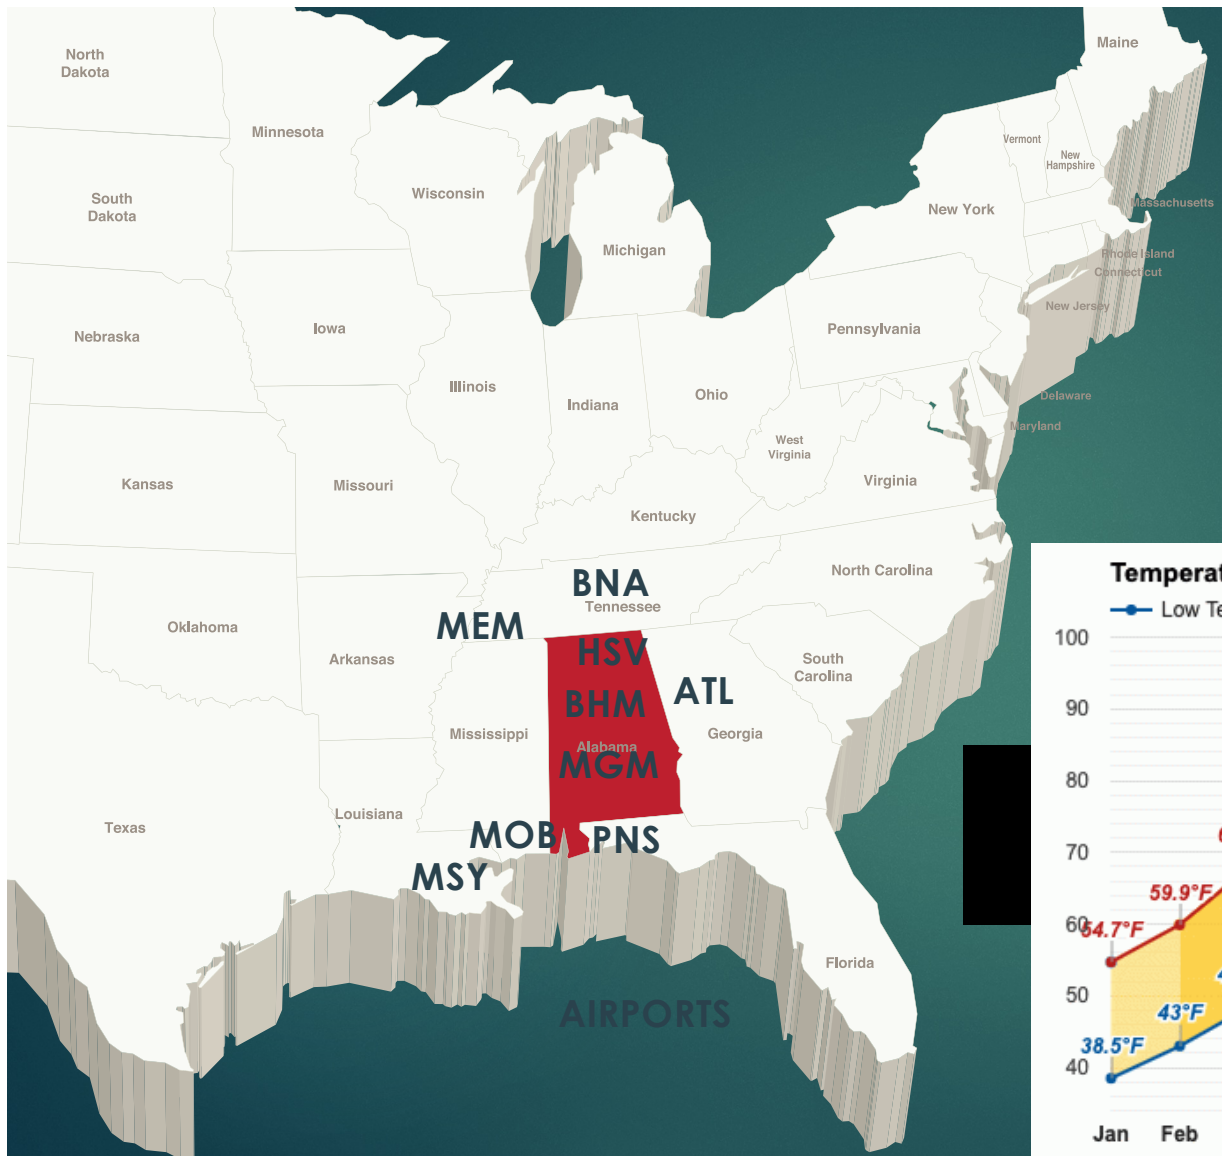 Maine
North
Dakota
Minnesota
Vermont
New
Hampshire
Wisconsin
South
Dakota
Massachusetts
New York
Michigan
Rhode Island
Connecticut
New Jersey
Iowa
Pennsylvania
Nebraska
Illinois
Indiana
Ohio
Delaware
Maryland
West
Virginia
Kansas
Missouri
Virginia
Kentucky
North Carolina
BNA
Tennessee
MEM
Oklahoma
HSV
Arkansas
South
Carolina
ATL
BHM
Mississippi
Georgia
Alabama
MGM
Louisiana
Texas
MOB
PNS
MSY
Florida
AIRPORTS
Temperat
Low Te
100
90
80
70
60
50
40
59.9°F
54.7°F
43°F
38.5°F
Jan Feb